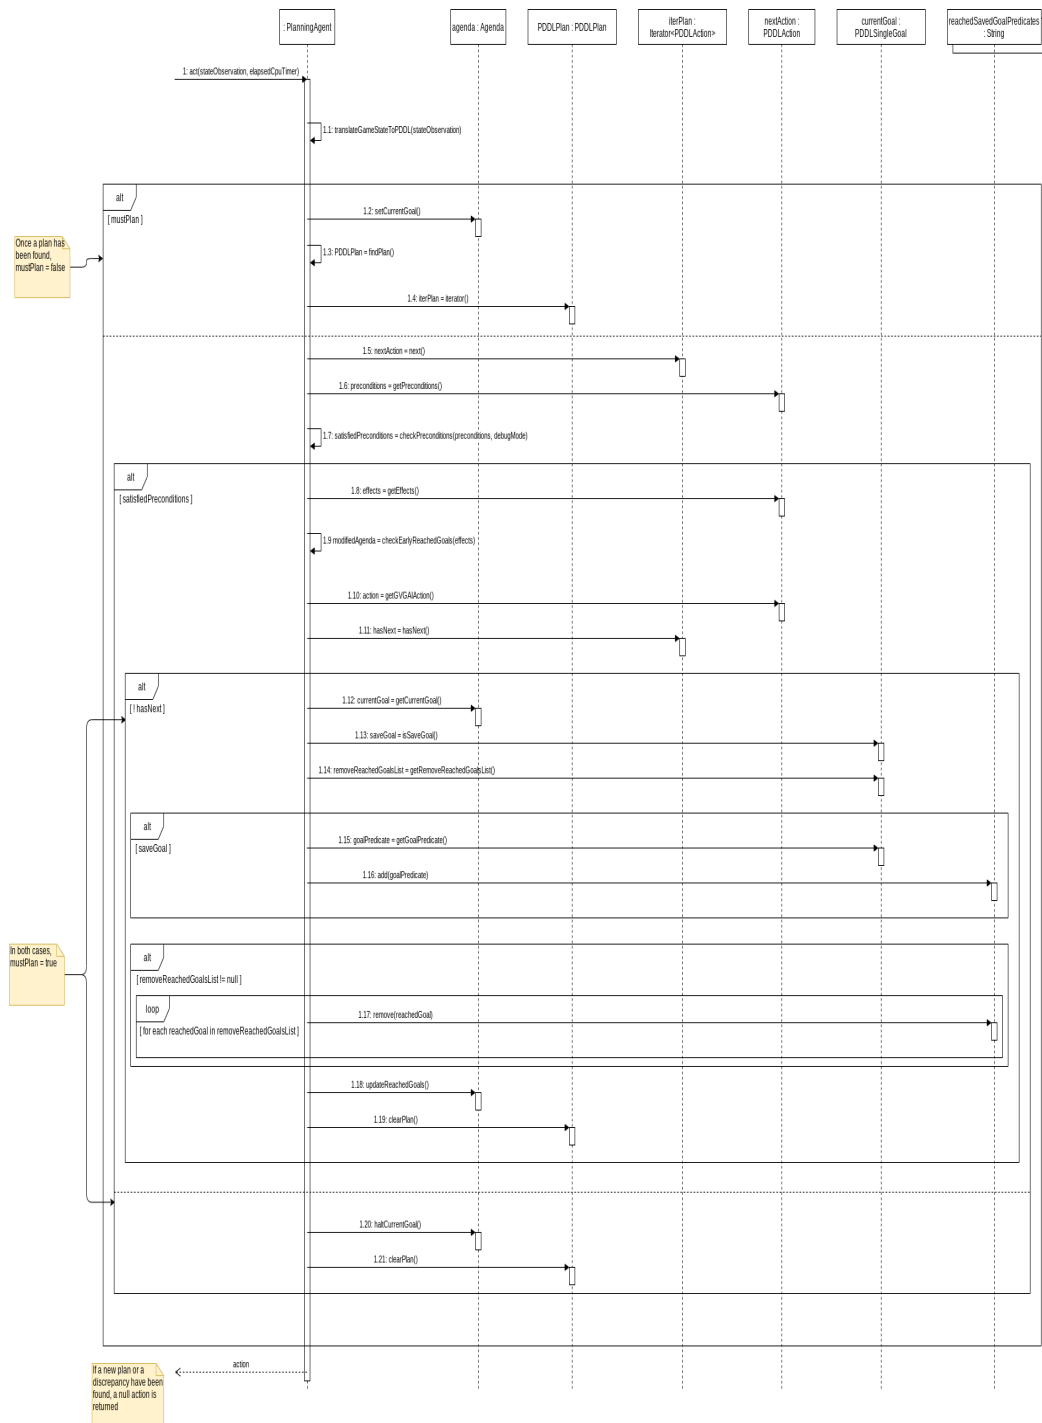 : PlanningAgent
agenda : Agenda
PDDLPlan : PDDLPlan
iterPlan :
Iterator<PDDLAction>
nextAction :
PDDLAction
currentGoal :
PDDLSingleGoal
reachedSavedGoalPredicates
: String
1: act(stateObservation, elapsedCpuTimer)
1.1: translateGameStateToPDDL(stateObservation)
alt
[ mustPlan ]
1.2: setCurrentGoal()
Once a plan has
been found,
mustPlan = false
1.3: PDDLPlan = findPlan()
1.4: iterPlan = iterator()
1.5: nextAction = next()
1.6: preconditions = getPreconditions()
1.7: satisfiedPreconditions = checkPreconditions(preconditions, debugMode)
alt
[ satisfiedPreconditions ]
1.8: effects = getEffects()
1.9 modifiedAgenda = checkEarlyReachedGoals(effects)
1.10: action = getGVGAIAction()
1.11: hasNext = hasNext()
alt
[ ! hasNext ]
1.12: currentGoal = getCurrentGoal()
1.13: saveGoal = isSaveGoal()
1.14: removeReachedGoalsList = getRemoveReachedGoalsList()
alt
[ saveGoal ]
1.15: goalPredicate = getGoalPredicate()
1.16: add(goalPredicate)
In both cases,
mustPlan = true
alt
[ removeReachedGoalsList != null ]
loop
[ for each reachedGoal in removeReachedGoalsList ]
1.17: remove(reachedGoal)
1.18: updateReachedGoals()
1.19: clearPlan()
1.20: haltCurrentGoal()
1.21: clearPlan()
action
If a new plan or a
discrepancy have been
found, a null action is
returned